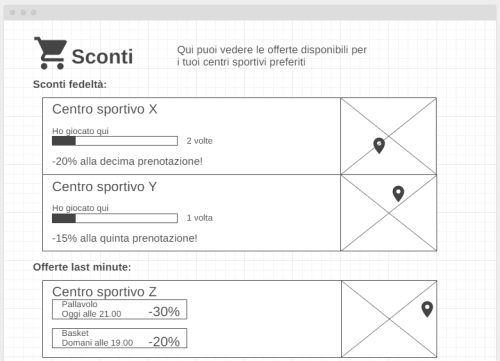 Sconti
Qui puoi vedere le offerte disponibili per
i tuoi centri sportivi preferiti
Sconti fedeltà:
Centro sportivo X
Ho giocato qui
2 volte
-20% alla decima prenotazione!
Centro sportivo Y
Ho giocato qui
1 volta
-15% alla quinta prenotazione!
Offerte last minute:
Centro sportivo Z
Pallavolo
Oggi alle 21.00 -30%
Basket
Domani alle 19.00 -20%